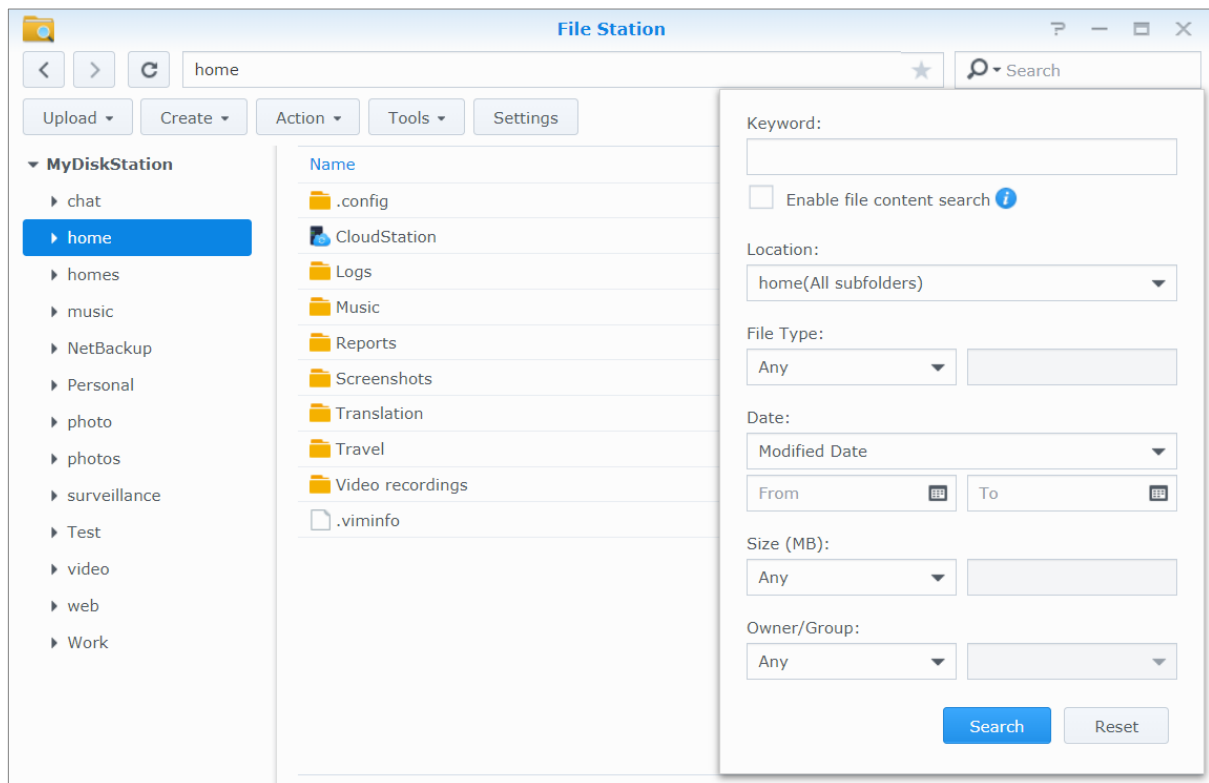 File Station
home
Search
Upload Create Action Tools Settings
MyDiskStation
chat
home
homes
music
NetBackup
Personal
photo
photos
surveillance
Test
video
web
Work
Name
.config
CloudStation
Logs
Music
Reports
Screenshots
Translation
Travel
Video recordings
.viminfo
Keyword:
Enable file content search
Location:
home(All subfolders)
File Type:
Any
Date:
Modified Date
From To
Size (MB):
Any
Owner/Group:
Any
Search Reset